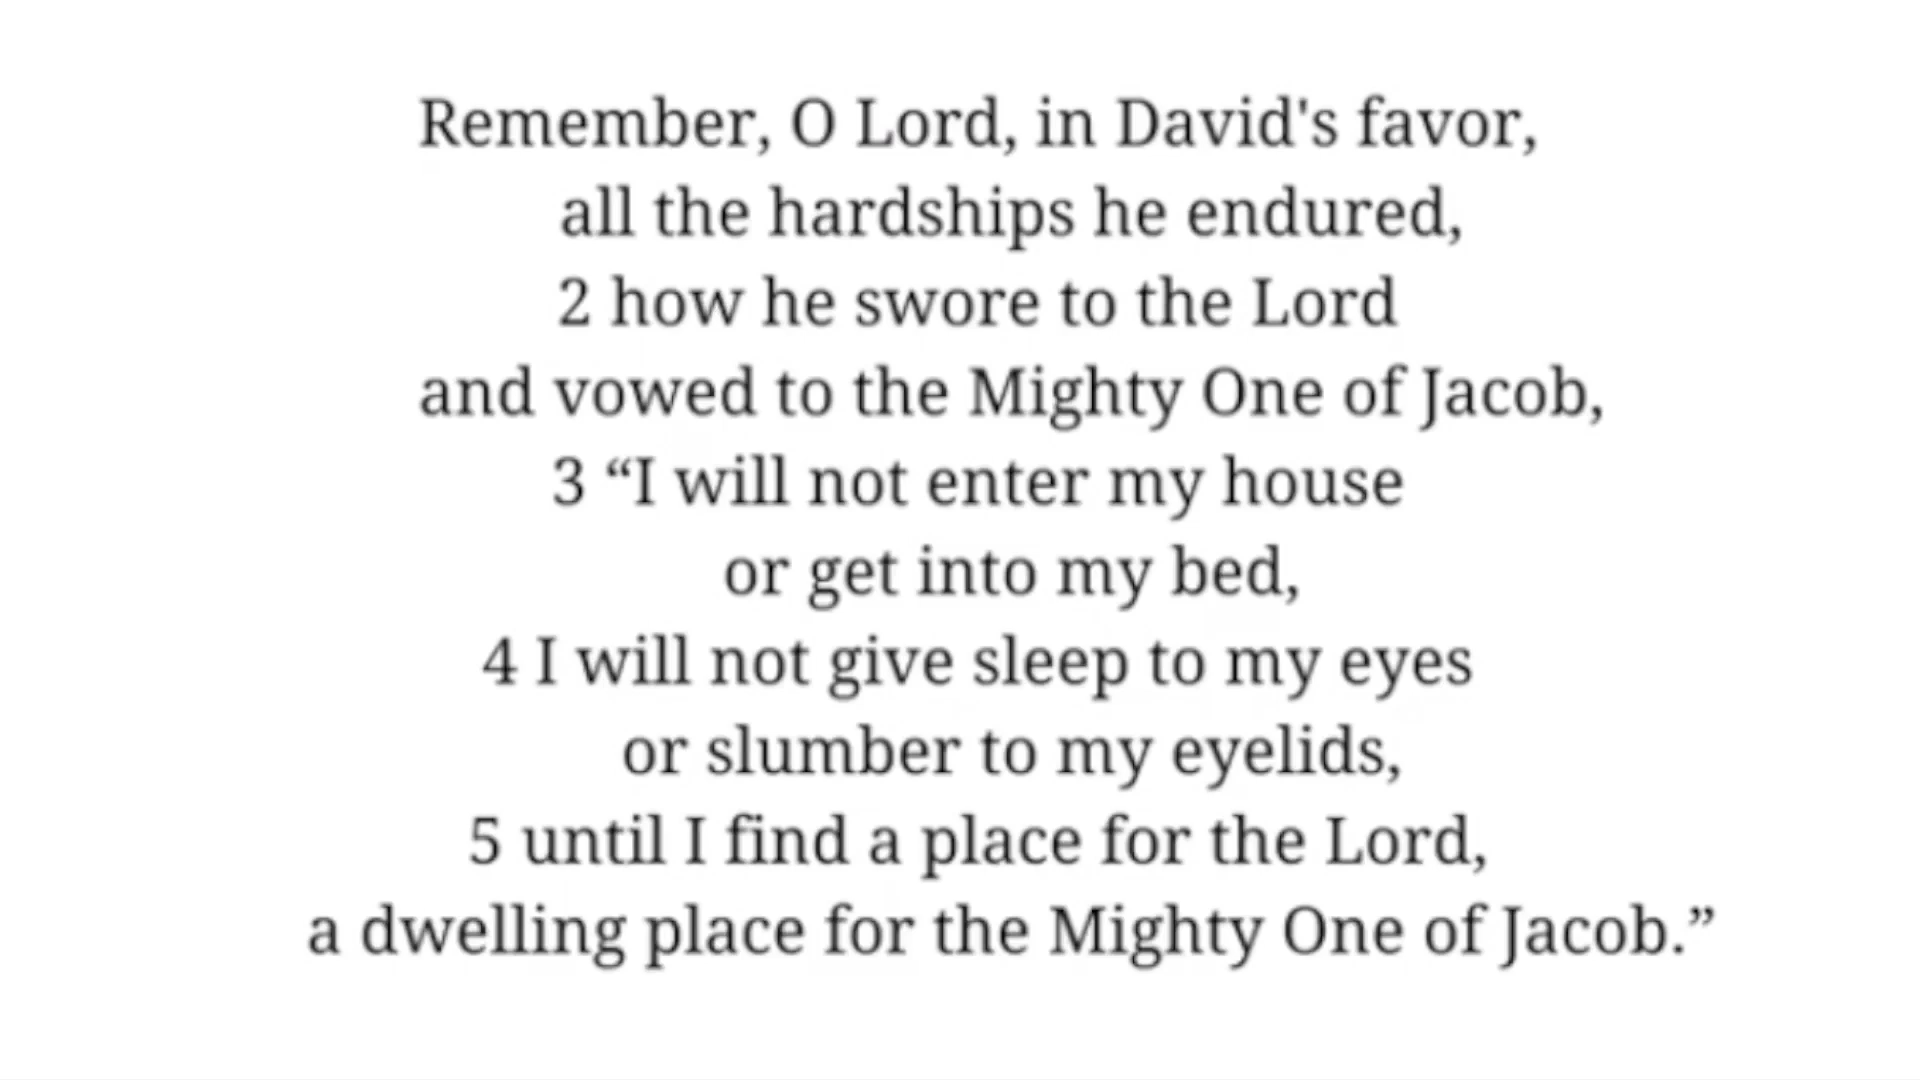 Remember, O Lord, in David's favor,
all the hardships he endured,
2 how he swore to the Lord
and vowed to the Mighty One of Jacob,
3 “I will not enter my house
or get into my bed,
4 I will not give sleep to my eyes
or slumber to my eyelids,
5 until I find a place for the Lord,
a dwelling place for the Mighty One of Jacob.”